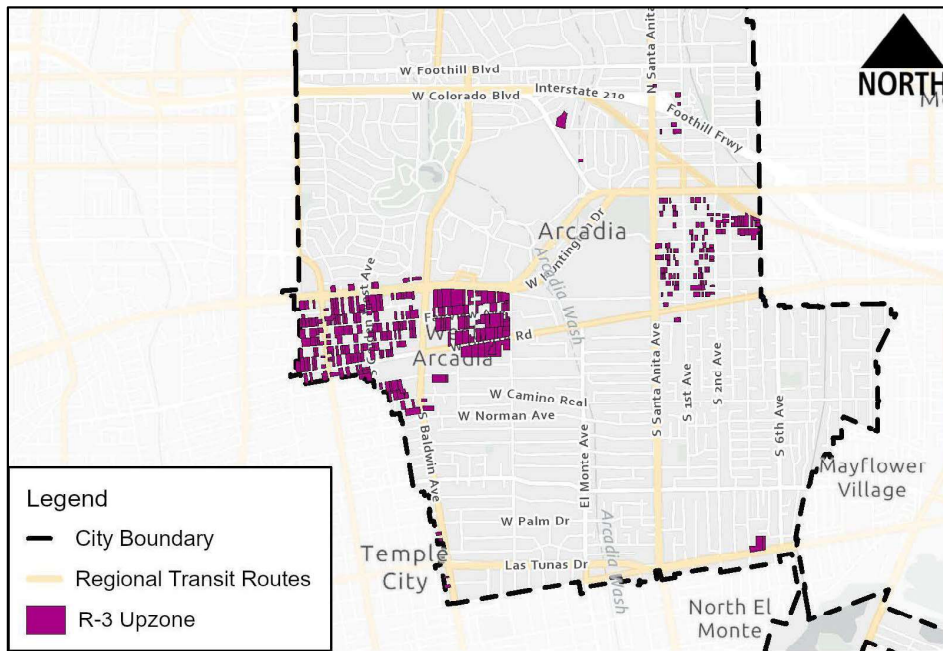 N Santa Anita
W Foothill Blvd
Interstate 210
W Colorado Blvd
NORTH
Foothill Frwy
Arcadia
W Huntington Dr
Arcadia Wash
Rd
Arcadia
W Camino Real
W Norman Ave
S Baldwin Ave
El Monte Ave
S Santa Anita Ave
S 1st Ave
S 2nd Ave
S 6th Ave
Mayflower
Village
W Palm Dr
Temple
City
Las Tunas Dr
Arcadia Wash
North El
Monte
Legend
City Boundary
Regional Transit Routes
R-3 Upzone